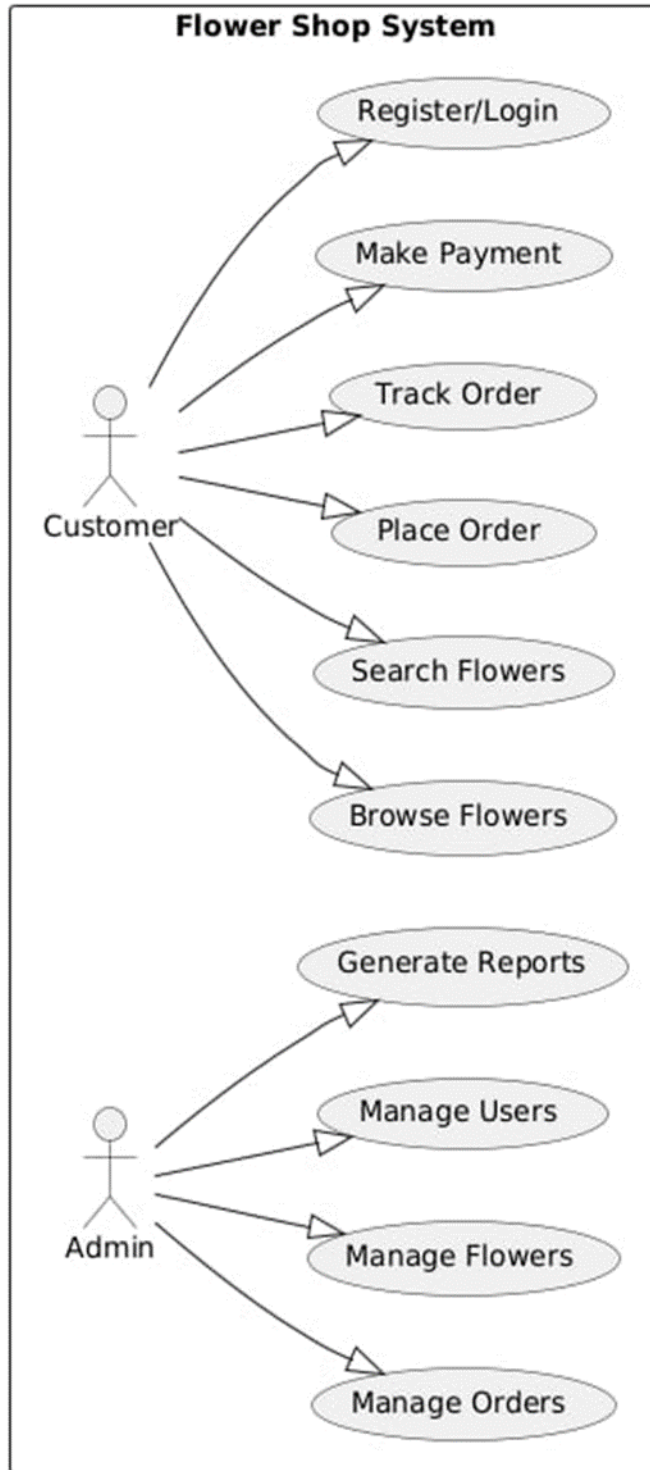 Flower Shop System
Register/Login
Make Payment
Track Order
Place Order
Customer
Search Flowers
Browse Flowers
Generate Reports
Manage Users
Admin
Manage Flowers
Manage Orders